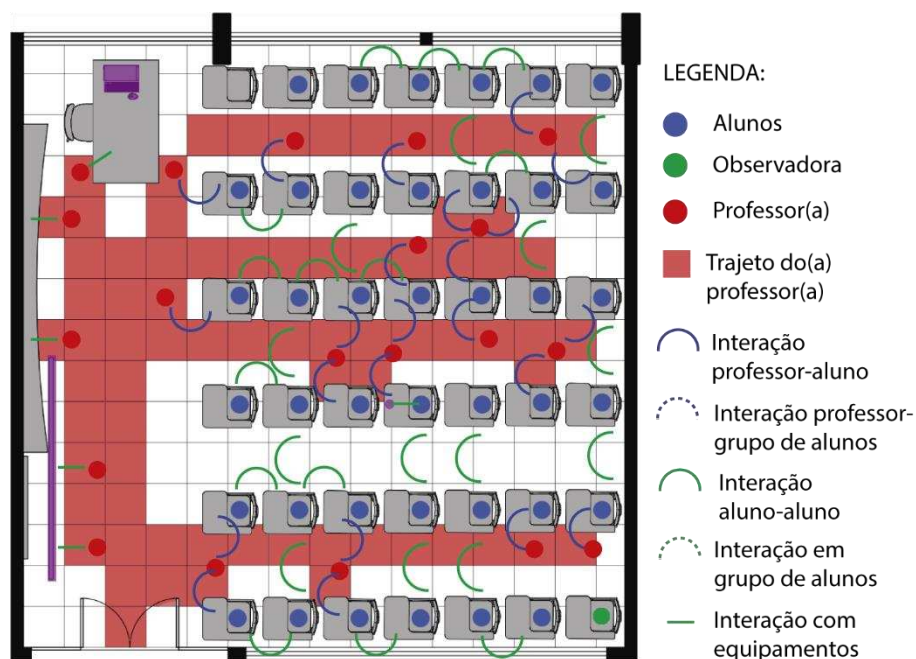 LEGENDA:
Alunos
Observadora
Professor(a)
Trajeto do(a)
professor(a)
Interação
professor-aluno
Interação professor-
grupo de alunos
Interação
aluno-aluno
Interação em
grupo de alunos
Interação com
equipamentos